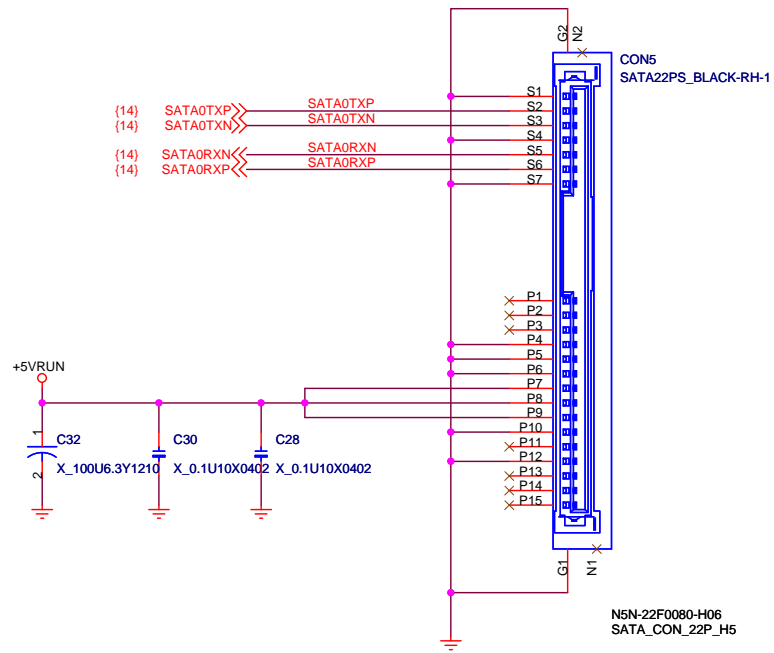 G2
N2
CON5
SATA22PS_BLACK-RH-1
S1
{14} SATA0TXP SATA0TXP S2
{14} SATA0TXN SATA0TXN S3
S4
{14} SATA0RXN SATA0RXN S5
{14} SATA0RXP SATA0RXP S6
S7
P1
P2
P3
P4
P5
P6
P7
P8
P9
P10
P11
P12
P13
P14
P15
+5VRUN
1
2
C32
X_100U6.3Y1210
C30
X_0.1U10X0402
C28
X_0.1U10X0402
G1
N1
N5N-22F0080-H06
SATA_CON_22P_H5